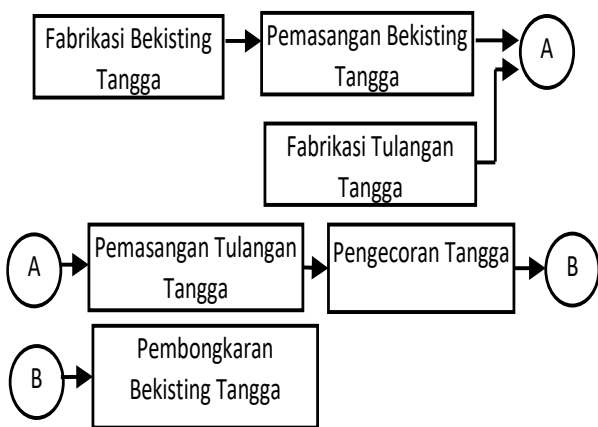 Fabrikasi Bekisting
Tangga
Pemasangan Bekisting
Tangga
A
Fabrikasi Tulangan
Tangga
A
Pemasangan Tulangan
Tangga
Pengecoran Tangga
B
B
Pembongkaran
Bekisting Tangga